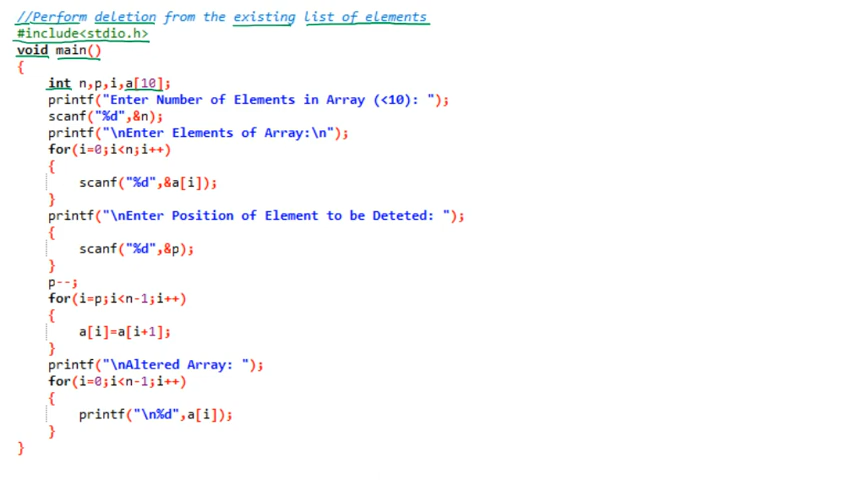 //Perform deletion from the existing list of elements
#include<stdio.h>
void main()
{
int n,p,i,a[10];
printf("Enter Number of Elements in Array (<10): ");
scanf("%d",&n);
printf("\nEnter Elements of Array:\n");
for(i=0;i<n;i++)
{
scanf("%d",&a[i]);
}
printf("\nEnter Position of Element to be Deteted: ");
{
scanf("%d",&p);
}
p--;
for(i=p;i<n-1;i++)
{
a[i]=a[i+1];
}
printf("\nAltered Array: ");
for(i=0;i<n-1;i++)
{
printf("\n%d",a[i]);
}
}